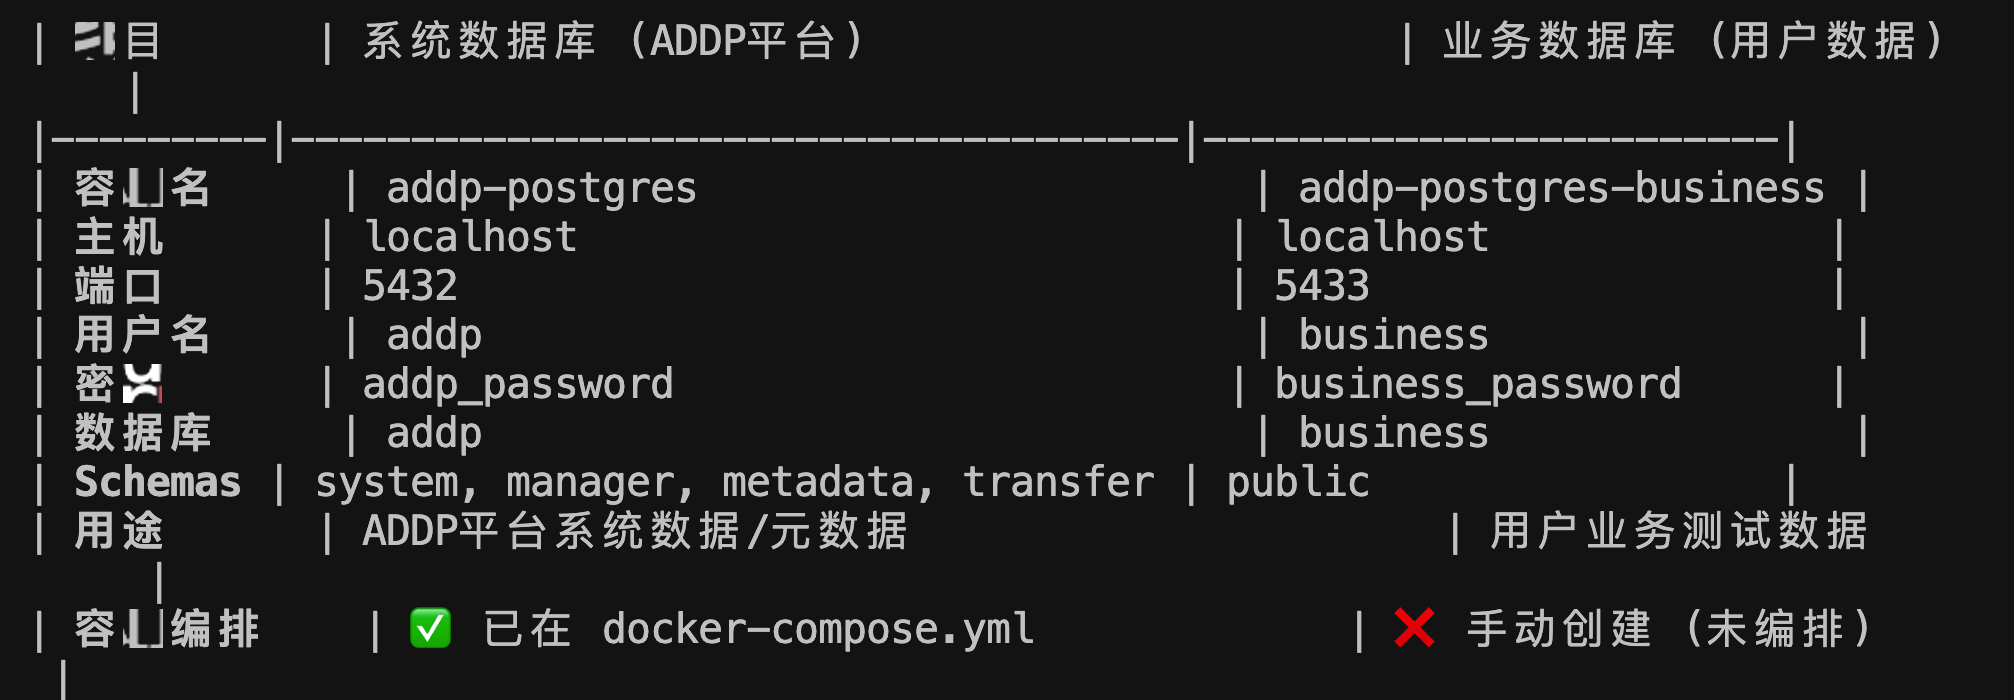 | 目 | 系统数据库 (ADDP平台) | 业务数据库 (用户数据)
|
|---------|-------------------------------------|------------------------|
| 容名 | addp-postgres | addp-postgres-business |
| 主机 | localhost | localhost |
| 端口 | 5432 | 5433 |
| 用户名 | addp | business |
| 密 | addp_password | business_password |
| 数据库 | addp | business |
| Schemas | system, manager, metadata, transfer | public |
| 用途 | ADDP平台系统数据/元数据 | 用户业务测试数据
|
| 容编排 | ✅ 已在 docker-compose.yml | ❌ 手动创建 (未编排)
|